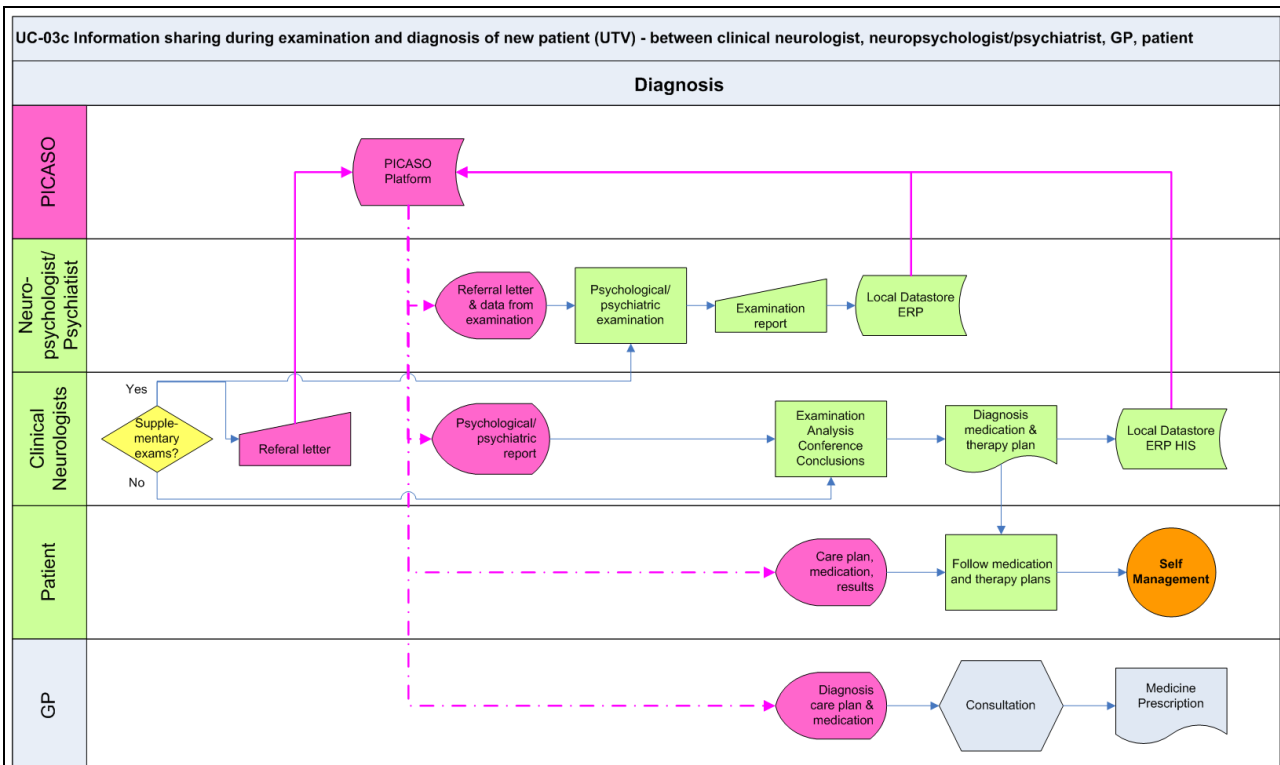 UC-03c Information sharing during examination and diagnosis of new patient (UTV) - between clinical neurologist, neuropsychologist/psychiatrist, GP, patient
Diagnosis
PICASO
PICASO
Platform
Neuro-
psychologist/
Psychiatist
Referral letter
& data from
examination
Psychological/
psychiatric
examination
Examination
report
Local Datastore
ERP
Clinical
Neurologists
Yes
Supple-
mentary
exams?
No
Referal letter
Psychological/
psychiatric
report
Examination
Analysis
Conference
Conclusions
Diagnosis
medication &
therapy plan
Local Datastore
ERP HIS
Patient
Care plan,
medication,
results
Follow medication
and therapy plans
Self
Management
GP
Diagnosis
care plan &
medication
Consultation
Medicine
Prescription